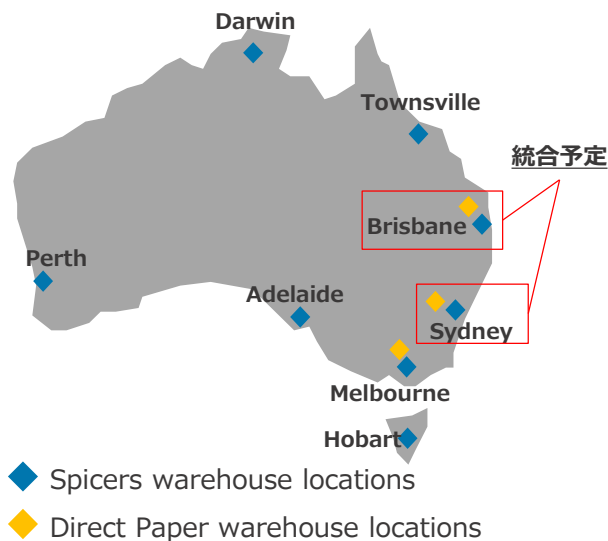 Darwin
Townsville
統合予定
Brisbane
Perth
Adelaide
Sydney
Melbourne
Hobart
Spicers warehouse locations
Direct Paper warehouse locations